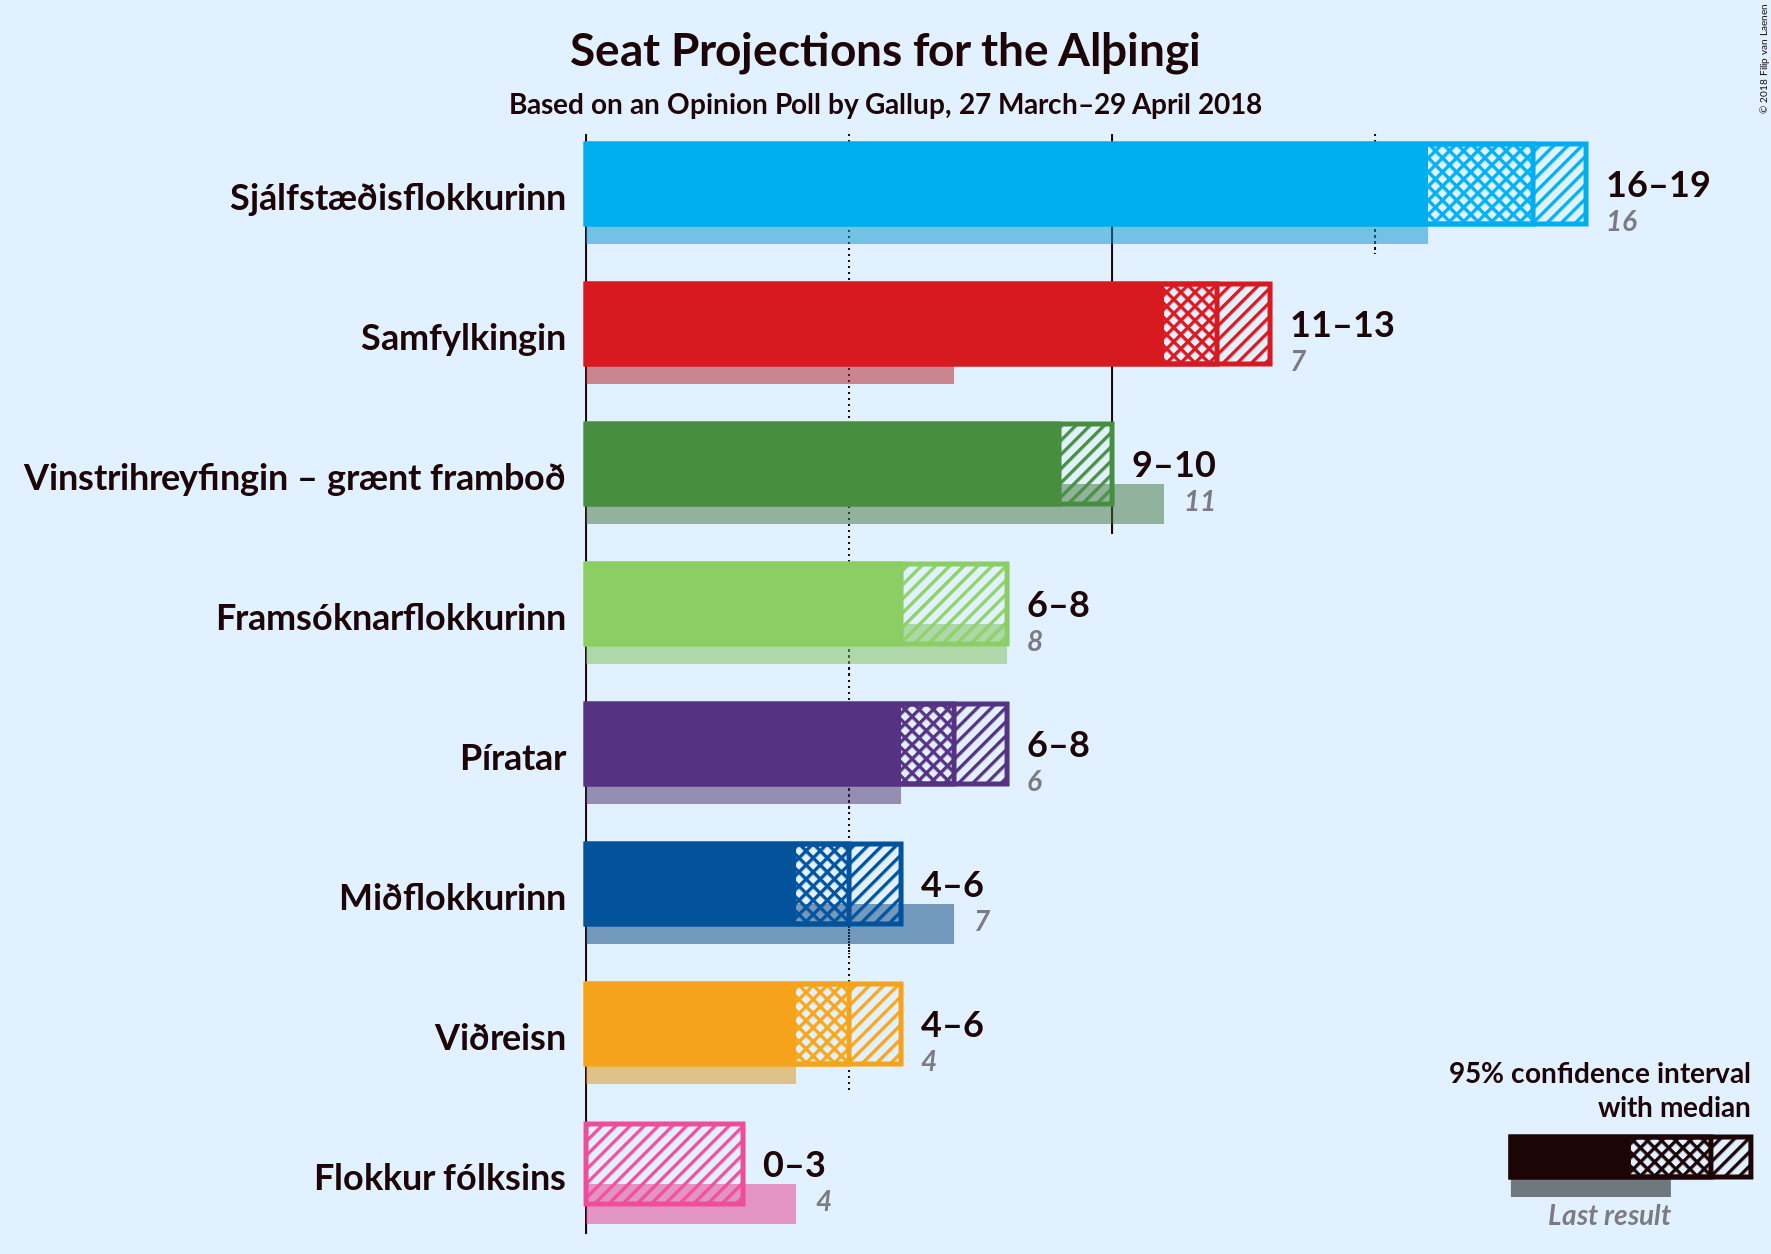 Seat Projections for the Alþingi
Based on an Opinion Poll by Gallup, 27 March–29 April 2018
© 2018 Filip van Laenen
Sjálfstæðisflokkurinn
16–19
16
Samfylkingin
11–13
7
Vinstrihreyfingin – grænt framboð
9–10
11
Framsóknarflokkurinn
6–8
8
Píratar
6–8
6
Miðflokkurinn
4–6
7
Viðreisn
4–6
4
Flokkur fólksins
0–3
4
95% confidence interval
with median
Last result